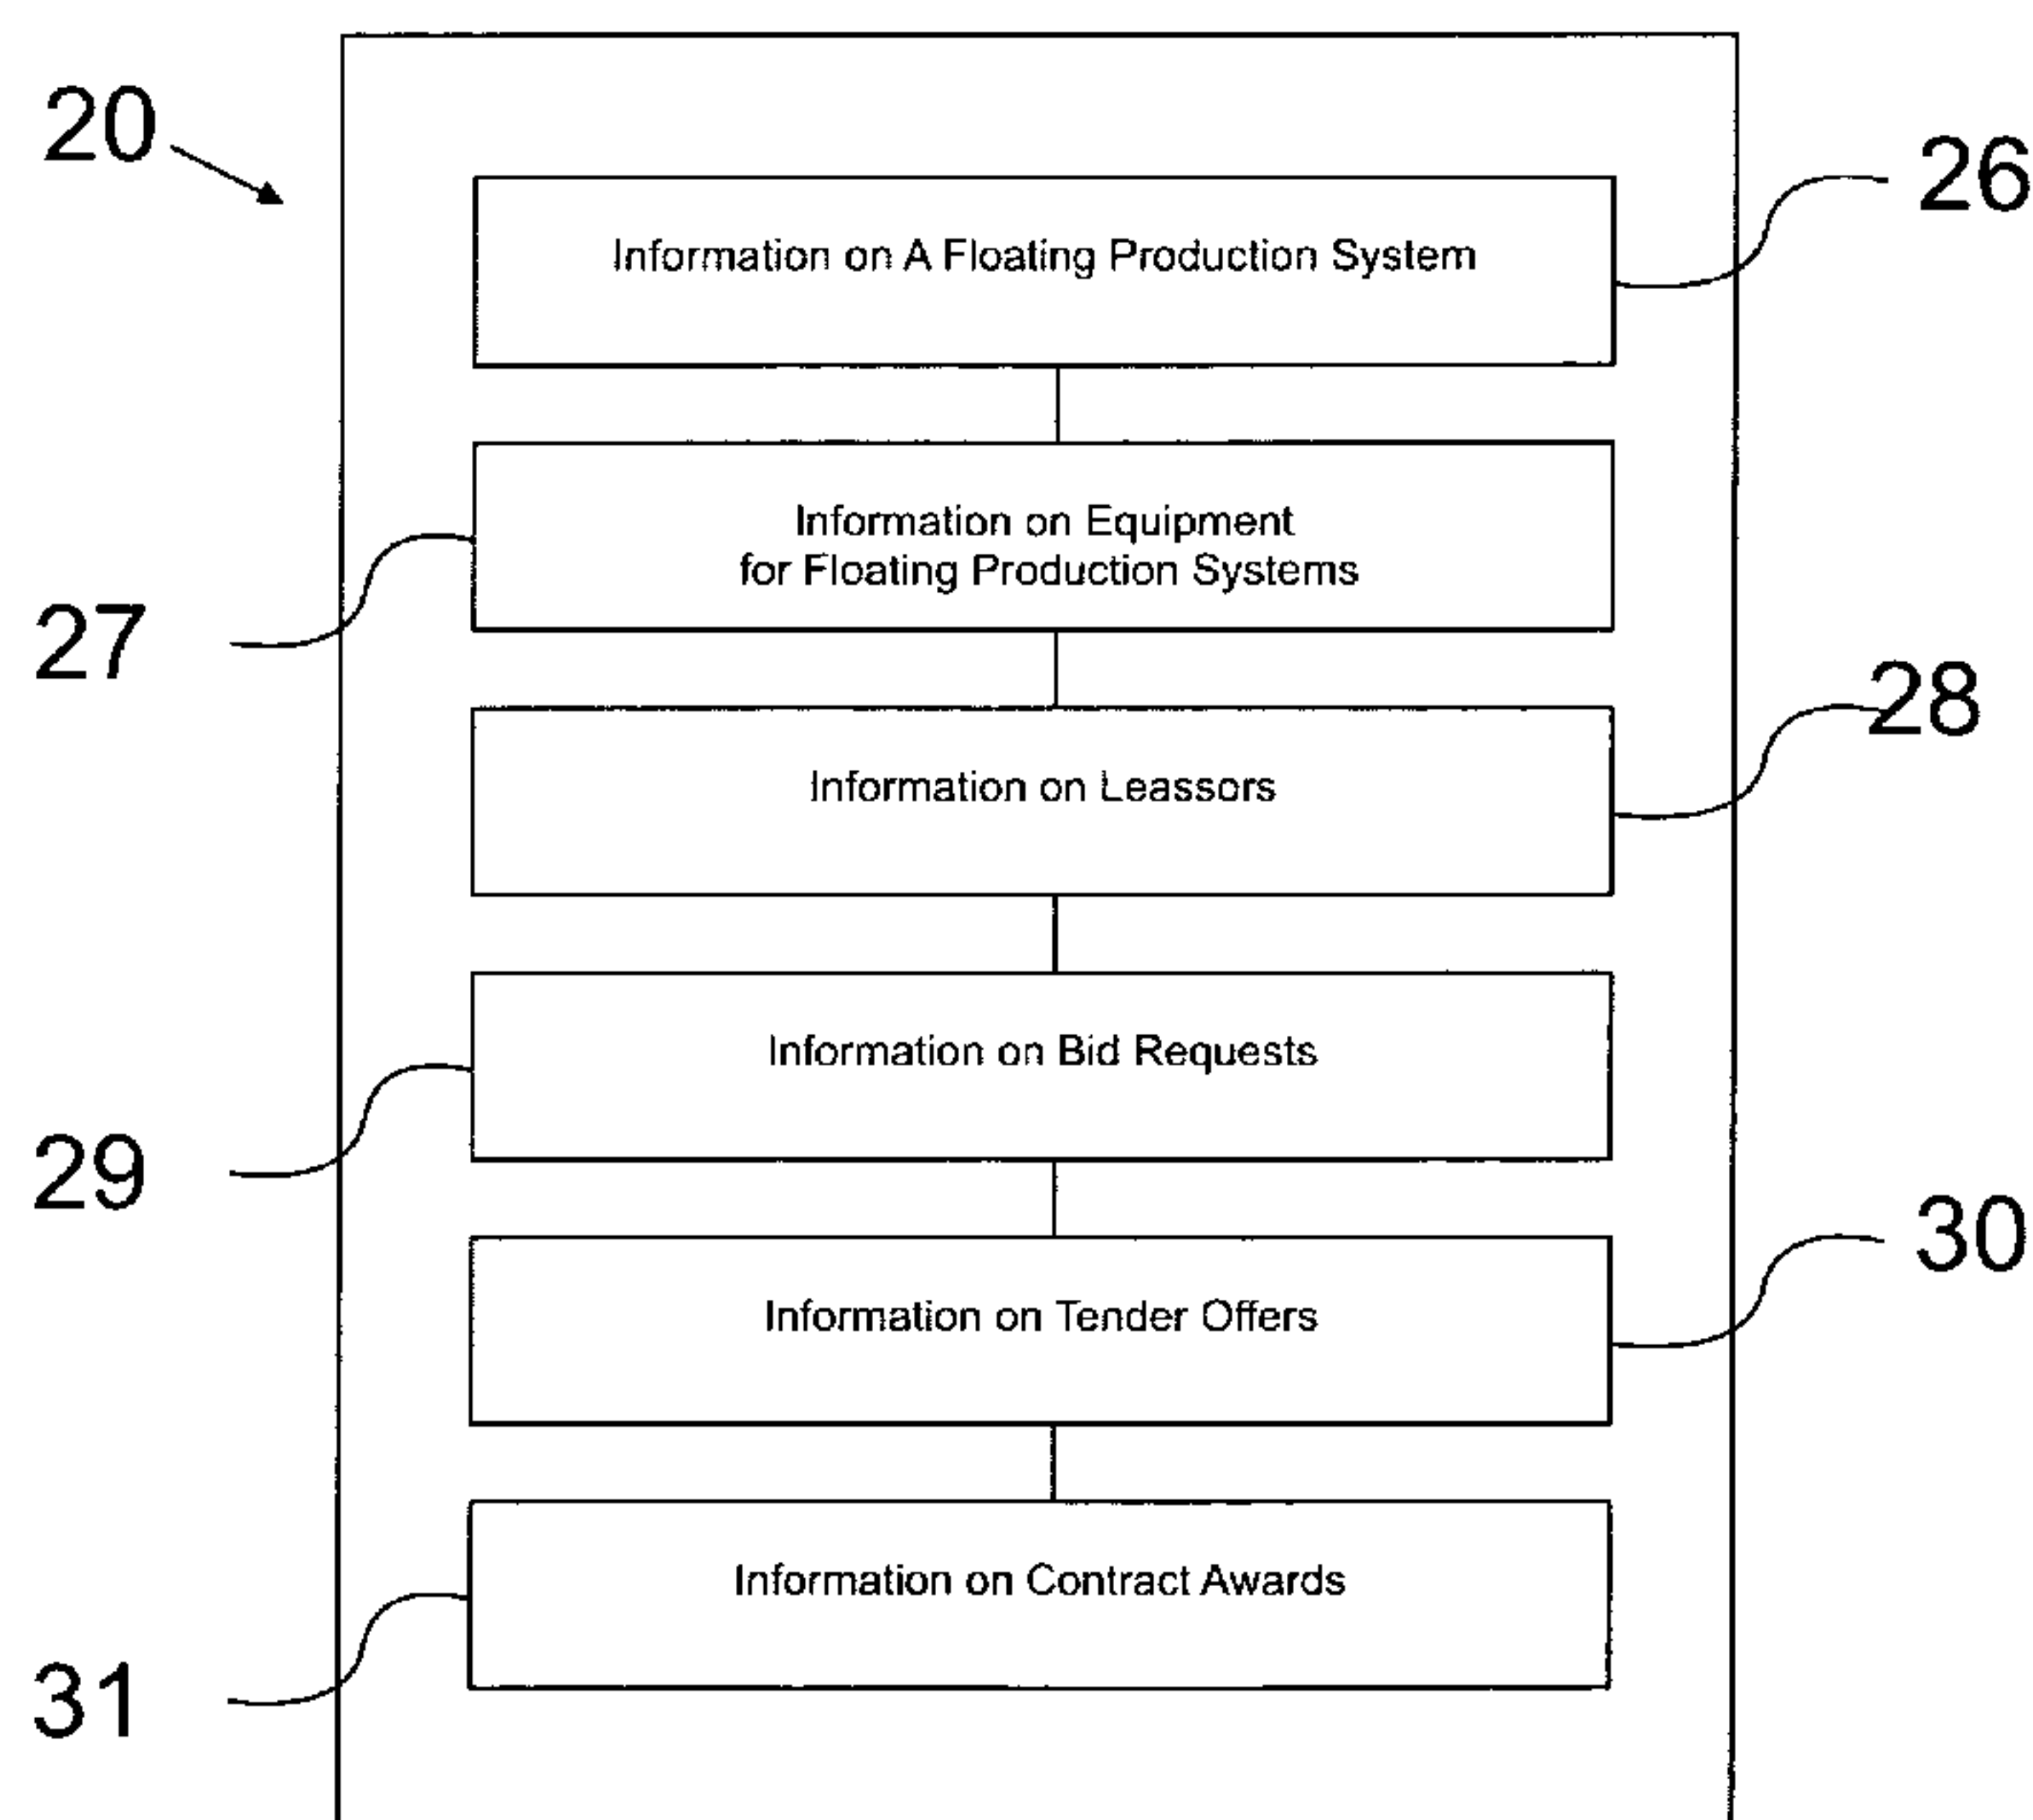 20
26
Information on A Floating Production System
Information on Equipment
for Floating Production Systems
27
28
Information on Leassors
Information on Bid Requests
29
30
Information on Tender Offers
Information on Contract Awards
31